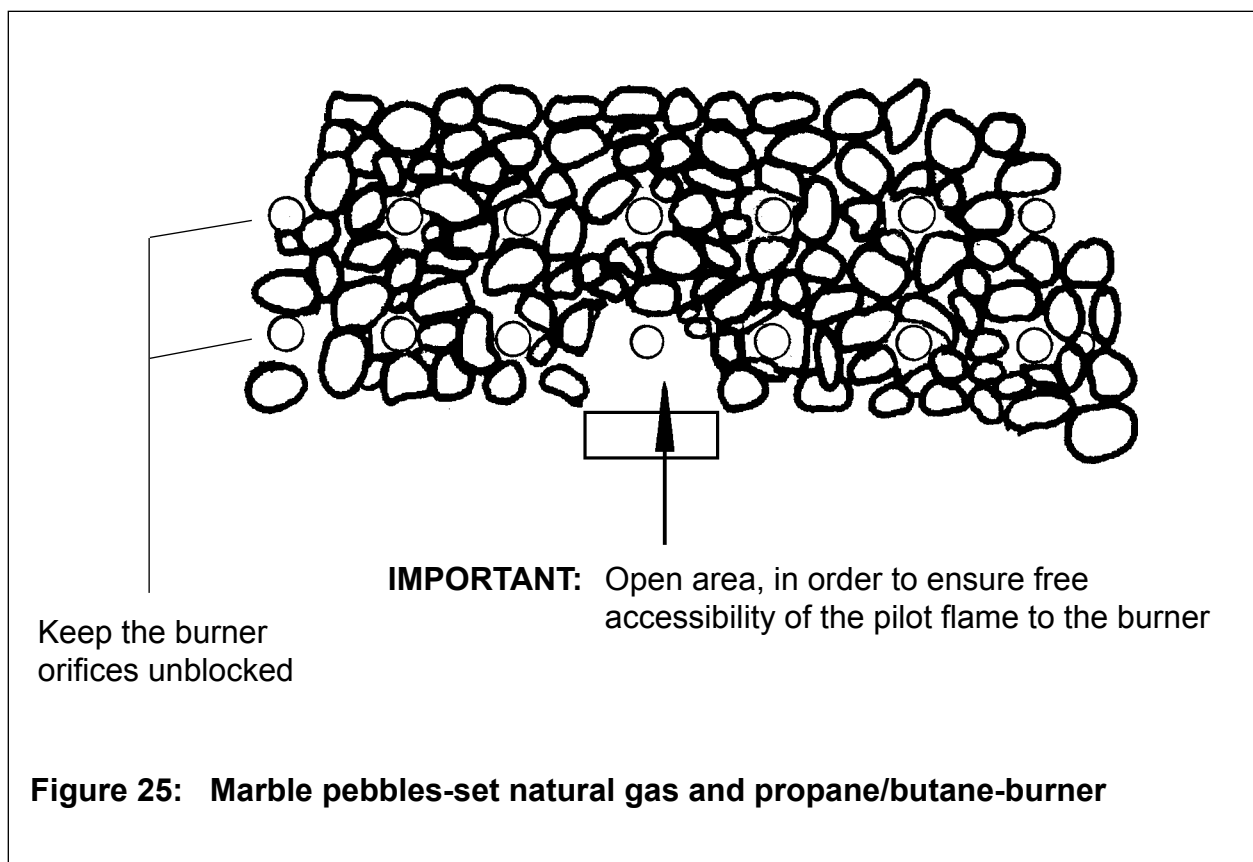 IMPORTANT: Open area, in order to ensure free
accessibility of the pilot flame to the burner
Keep the burner
orifices unblocked
Figure 25: Marble pebbles-set natural gas and propane/butane-burner